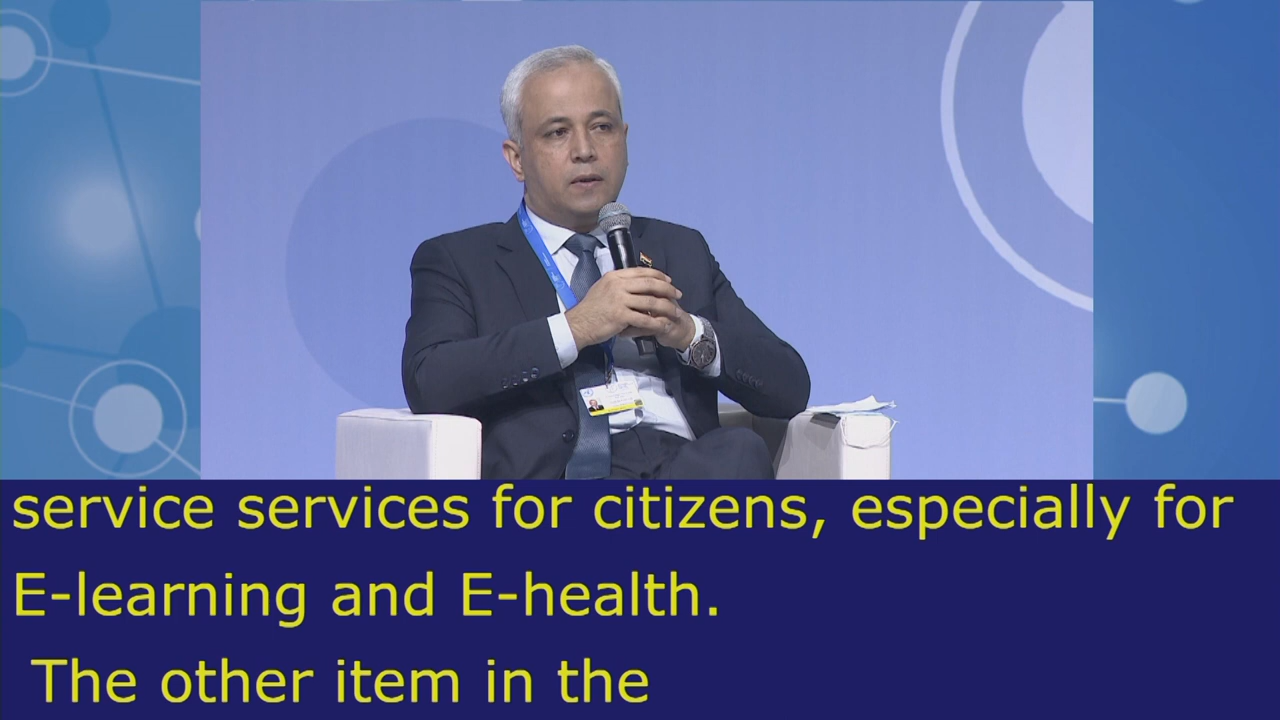 service services for citizens, especially for
E-learning and E-health.
The other item in the